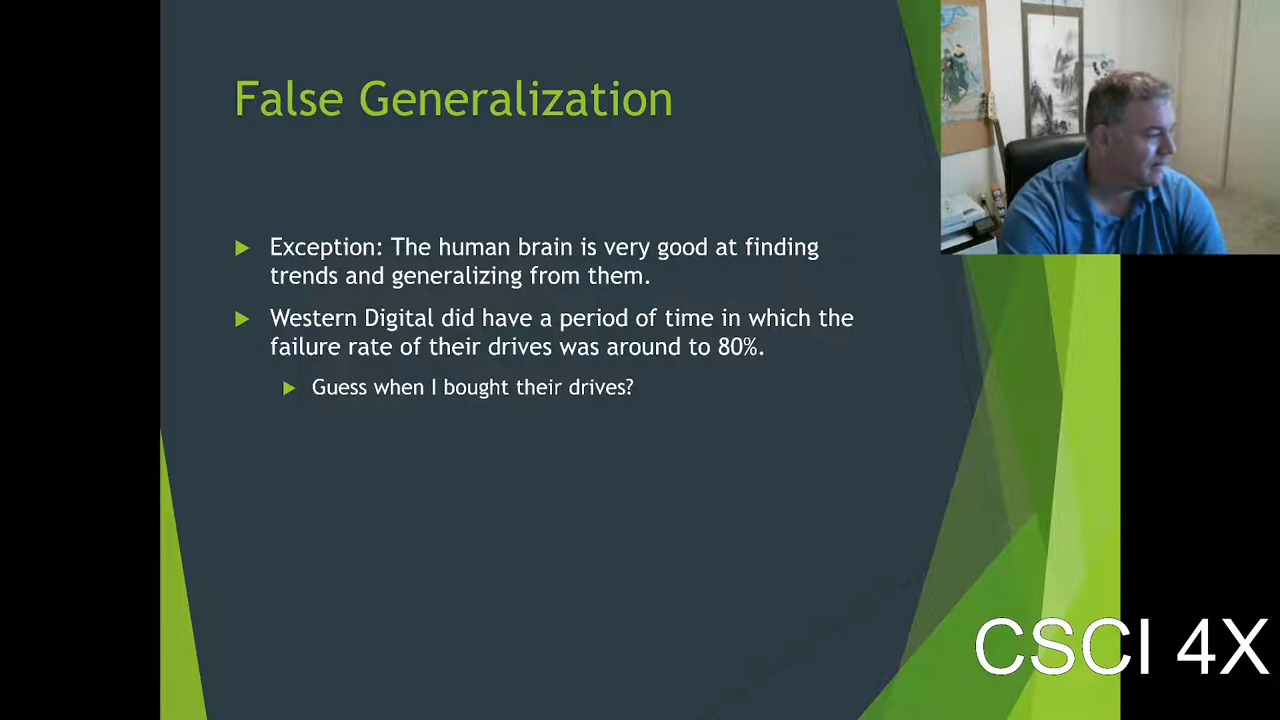 False Generalization
Exception: The human brain is very good at finding
trends and generalizing from them.
Western Digital did have a period of time in which the
failure rate of their drives was around to 80%.
Guess when I bought their drives?
CSCI 4X